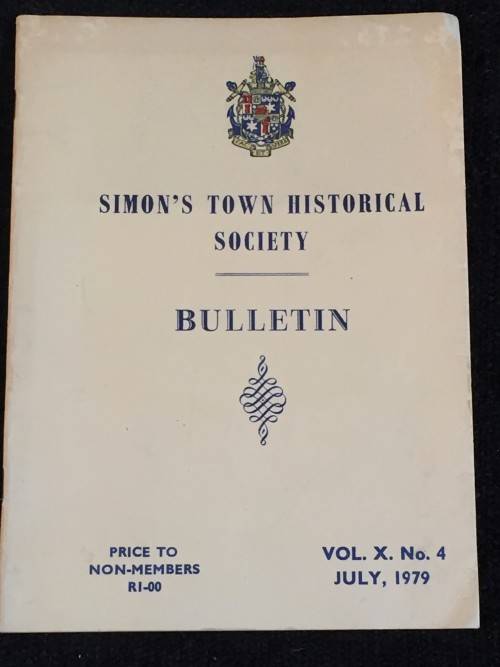 SIMON'S TOWN HISTORICAL
SOCIETY
BULLETIN
PRICE TO
NON-MEMBERS
R1-00
VOL. X. No. 4
JULY, 1979